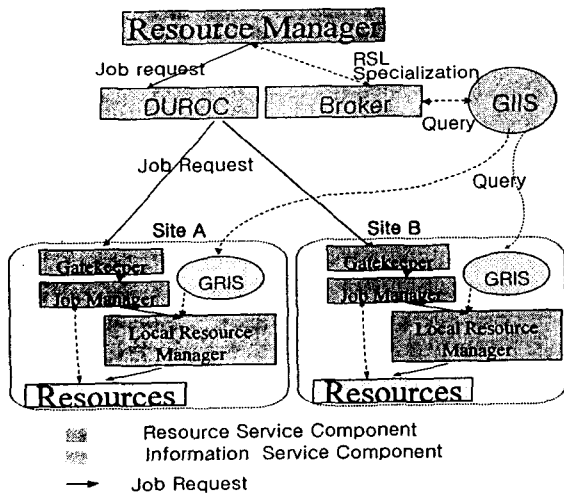 Resource Manager
Job request
RSL
Specialization
DUROC
Broker
GIIS
Query
Job Request
Query
Site A
Site B
Gatekeeper
Job Manager
GRIS
Local Resource
Manager
Resources
Gatekeeper
Job Manager
GRIS
Local Resource
Manager
Resources
Resource Service Component
Information Service Component
Job Request